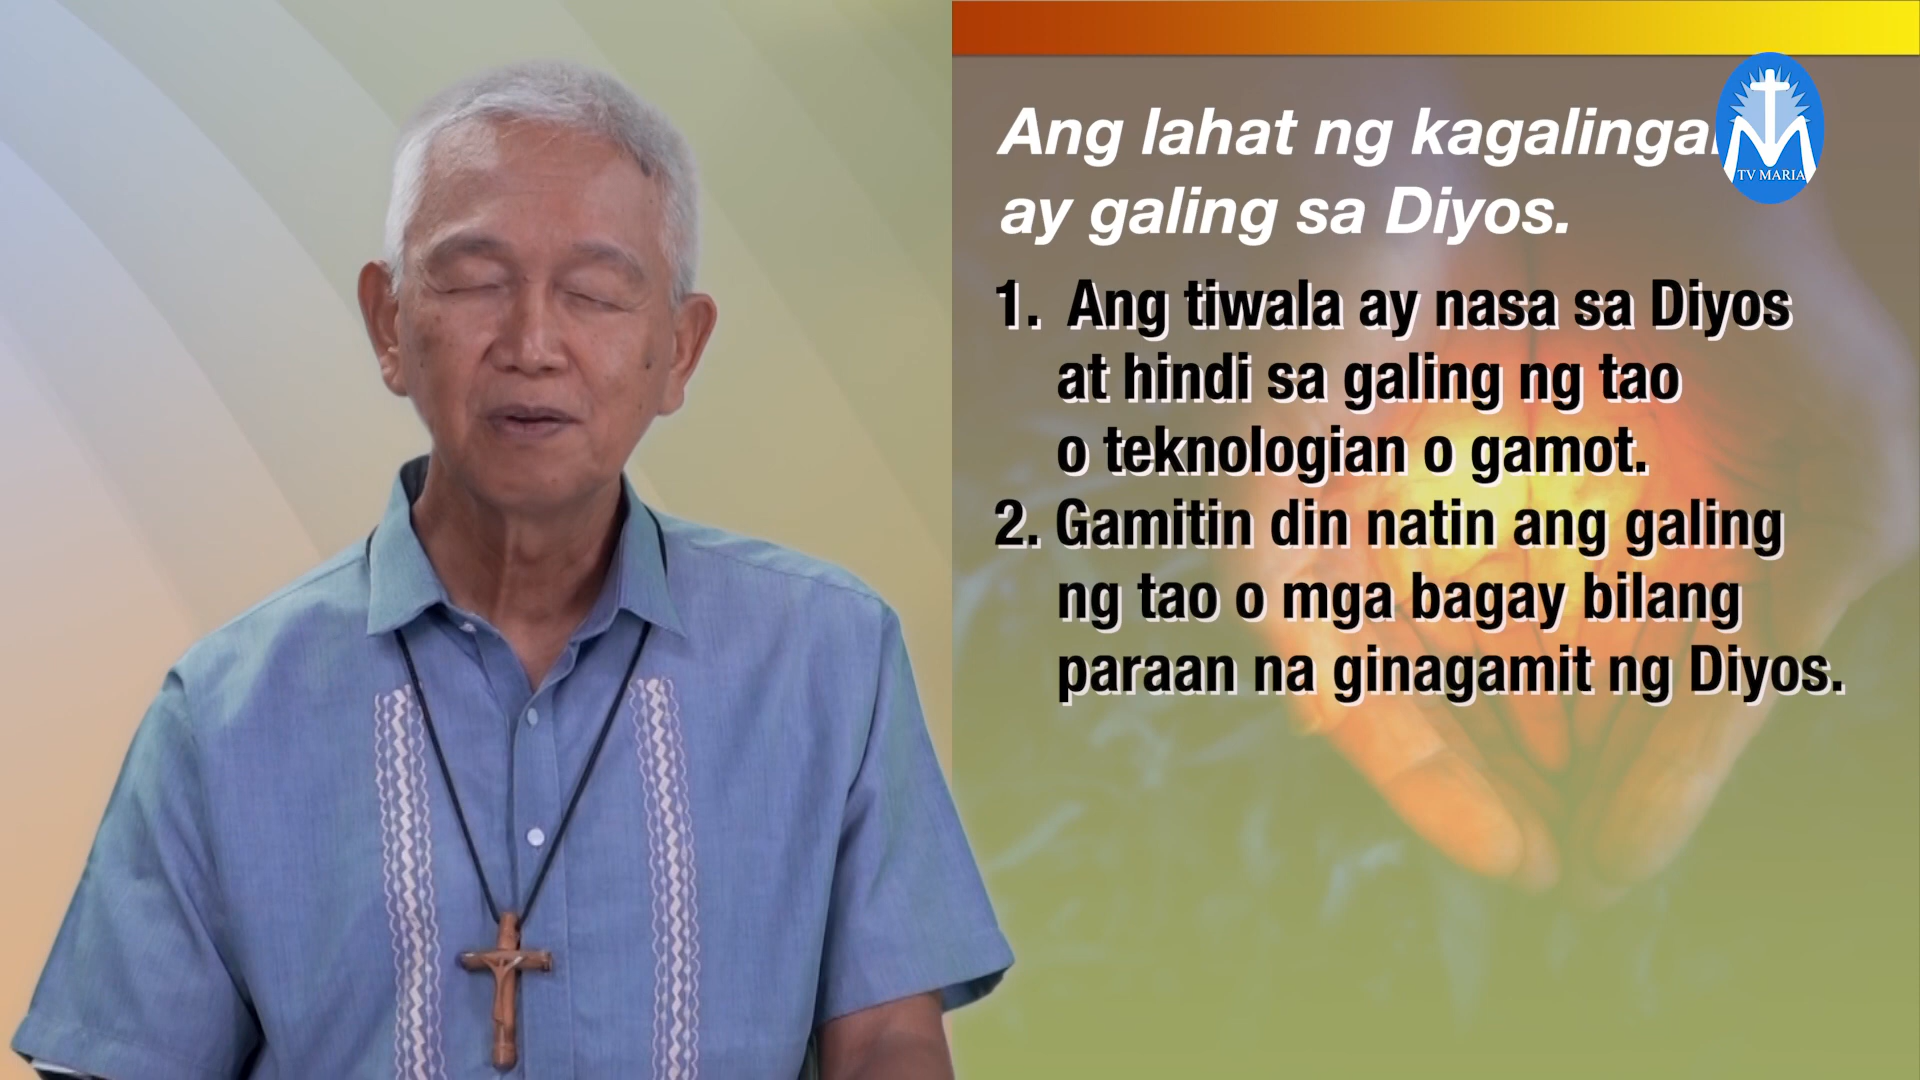 Ang lahat ng kagalingan
ay galing sa Diyos.
1. Ang tiwala ay nasa sa Diyos
at hindi sa galing ng tao
o teknologian o gamot.
2. Gamitin din natin ang galing
ng tao o mga bagay bilang
paraan na ginagamit ng Diyos.
TV MARIA